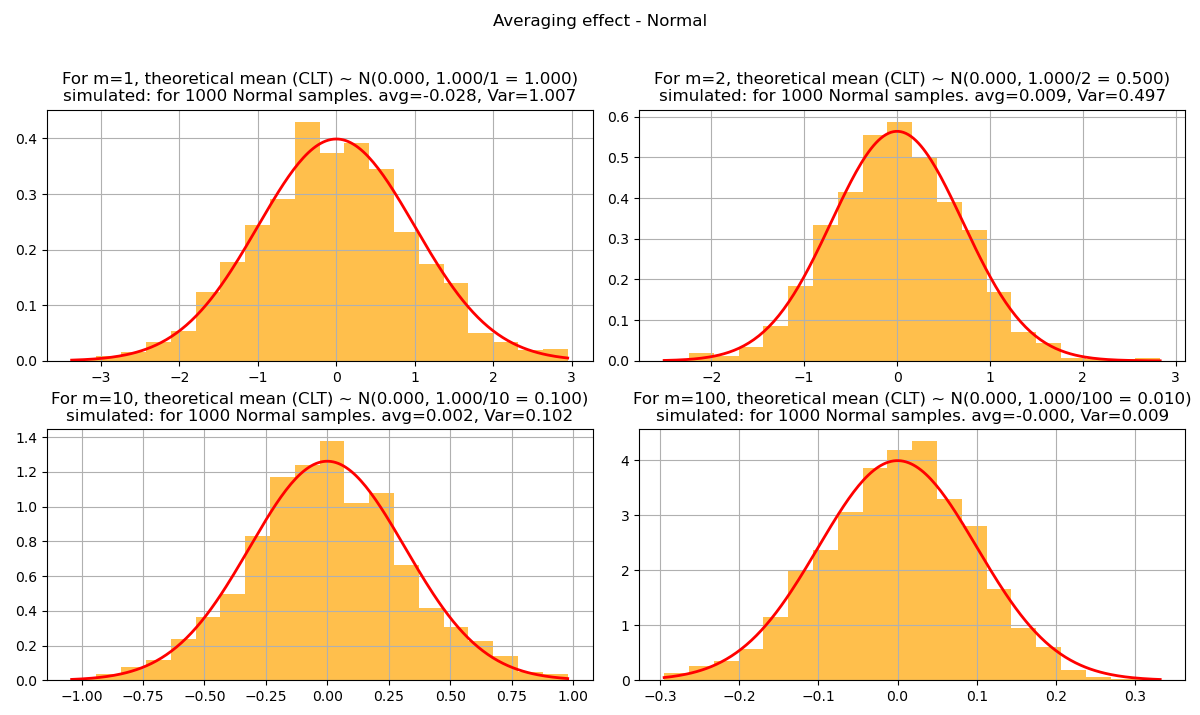 Averaging effect - Normal
For m=1, theoretical mean (CLT) ~ N(0.000, 1.000/1 = 1.000)
simulated: for 1000 Normal samples. avg=-0.028, Var=1.007
0.4
0.3
0.2
0.1
0.0
−3 −2 −1 0 1 2 3
For m=2, theoretical mean (CLT) ~ N(0.000, 1.000/2 = 0.500)
simulated: for 1000 Normal samples. avg=0.009, Var=0.497
0.6
0.5
0.4
0.3
0.2
0.1
0.0
−2 −1 0 1 2 3
For m=10, theoretical mean (CLT) ~ N(0.000, 1.000/10 = 0.100)
simulated: for 1000 Normal samples. avg=0.002, Var=0.102
1.4
1.2
1.0
0.8
0.6
0.4
0.2
0.0
−1.00 −0.75 −0.50 −0.25 0.00 0.25 0.50 0.75 1.00
For m=100, theoretical mean (CLT) ~ N(0.000, 1.000/100 = 0.010)
simulated: for 1000 Normal samples. avg=-0.000, Var=0.009
4
3
2
1
0
−0.3 −0.2 −0.1 0.0 0.1 0.2 0.3